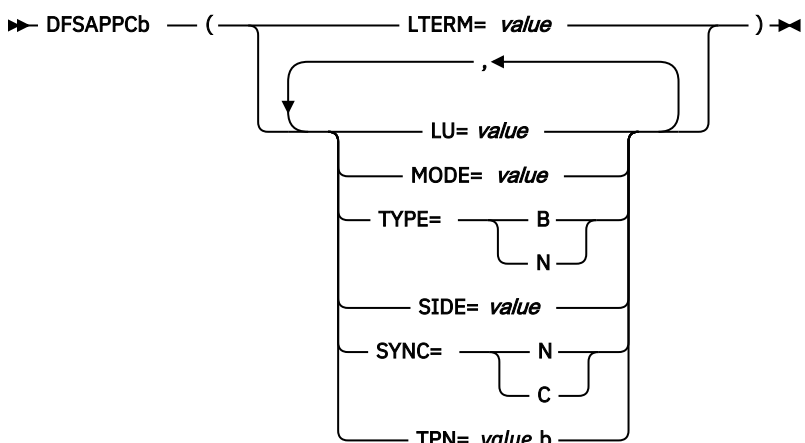 DFSAPPCb ( LTERM= value )
,
LU= value
MODE= value
TYPE= B
N
SIDE= value
SYNC= N
C
TPN= value b